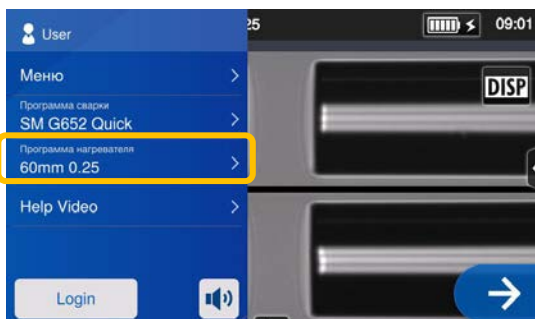 User
25
09:01
Меню
DISP
Программа сварки
SM G652 Quick
Программа нагревателя
60mm 0.25
Help Video
Login